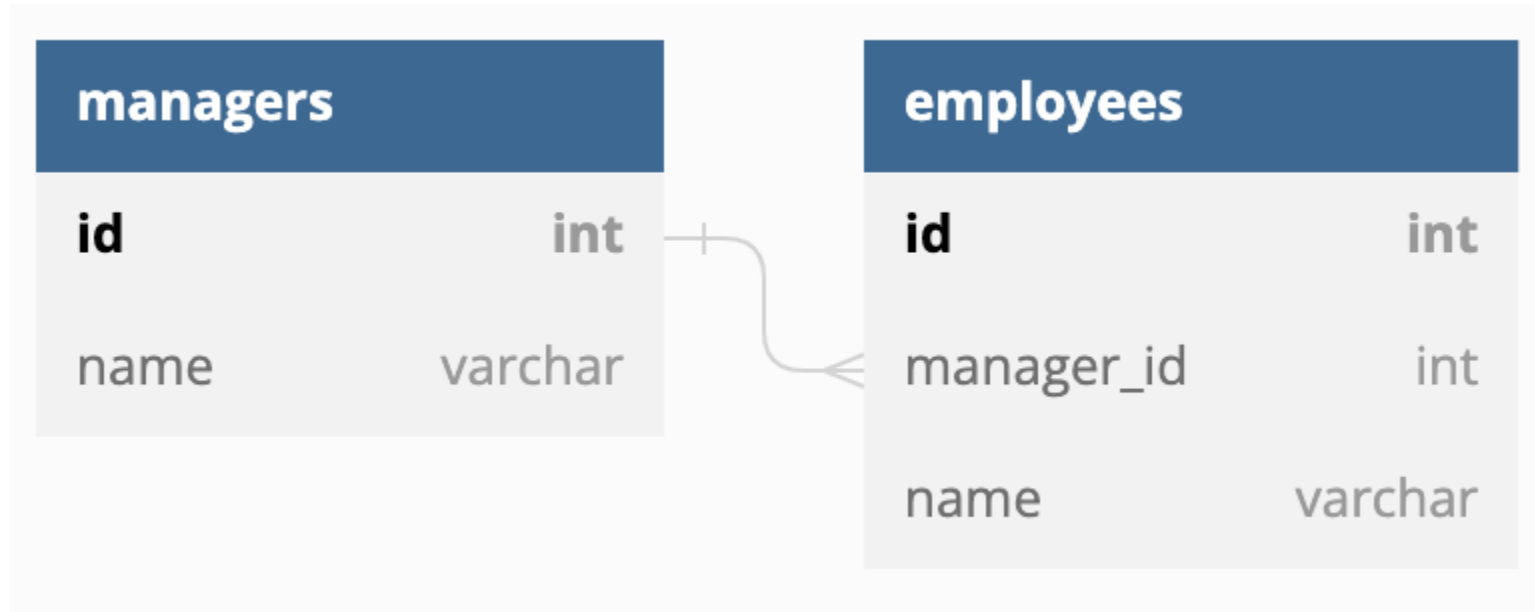 managers
id int
name varchar
employees
id int
manager_id int
name varchar